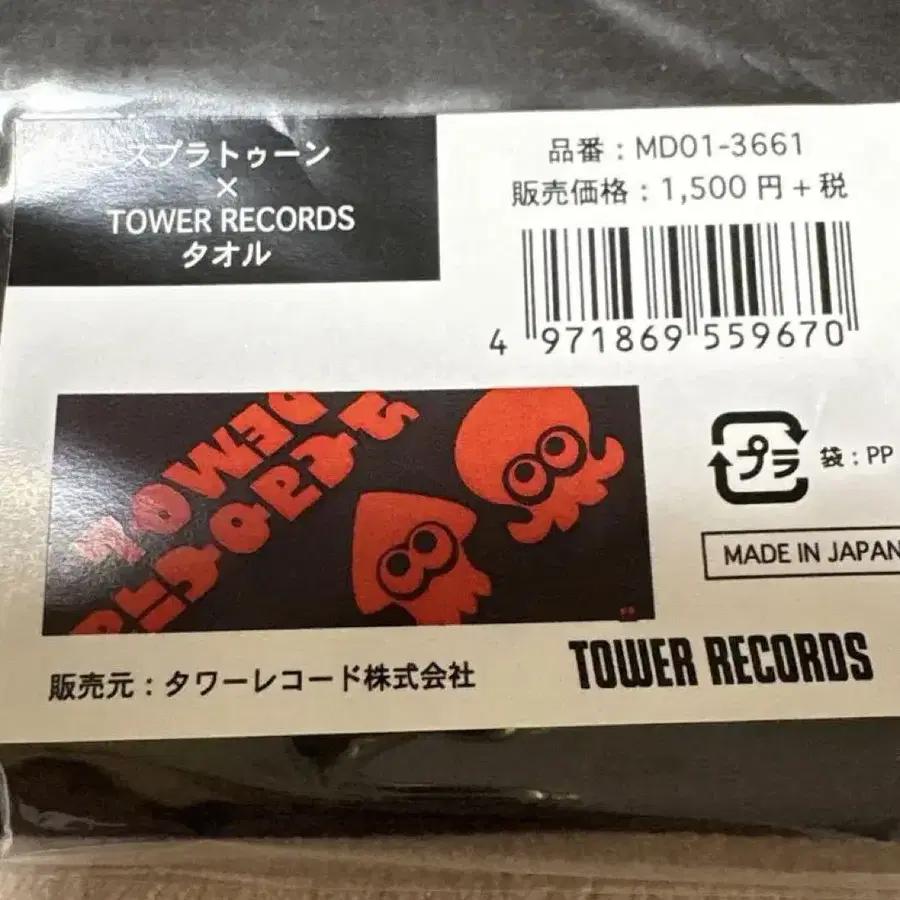 スプラトゥーン
×
TOWER RECORDS
タオル
品番：MD01-3661
販売価格：1,500円+税
4 971869 559670
TOWER
RECORDS
プラ 袋：PP
MADE IN JAPAN
販売元：タワーレコード株式会社
TOWER RECORDS